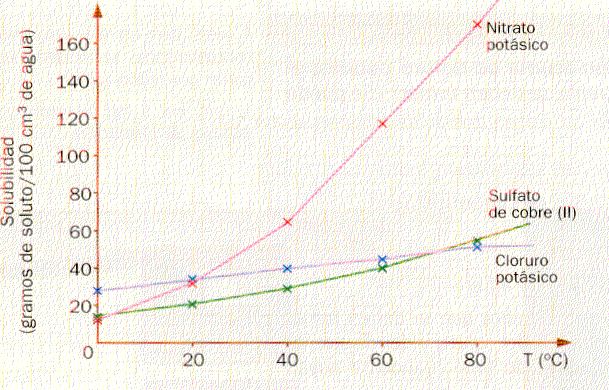 Solubilidad
(gramos de soluto/100 cm³ de agua)
160
140
120
100
80
60
40
20
0
20
40
60
80
T (ºC)
Nitrato
potásico
Sulfato
de cobre (II)
Cloruro
potásico